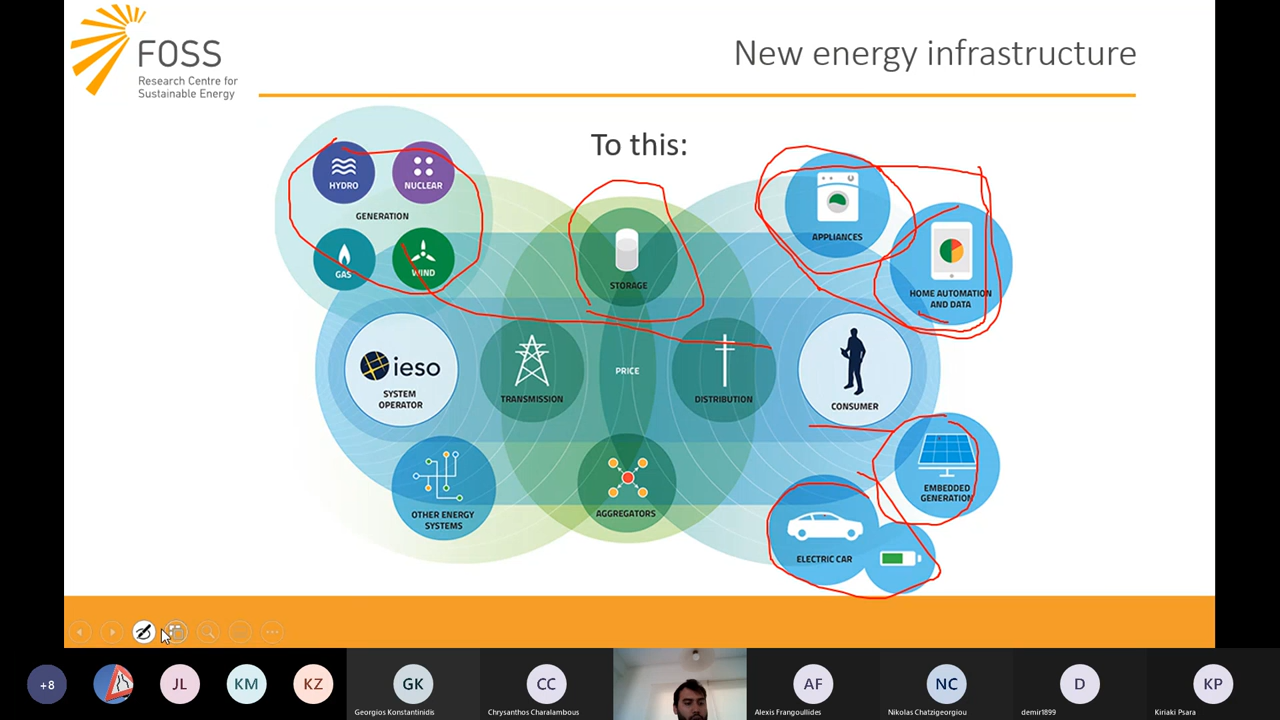 FOSS
Research Centre for
Sustainable Energy
New energy infrastructure
To this:
HYDRO
NUCLEAR
GENERATION
GAS
WIND
STORAGE
APPLIANCES
HOME AUTOMATION
AND DATA
ieso
SYSTEM
OPERATOR
TRANSMISSION
PRICE
DISTRIBUTION
CONSUMER
OTHER ENERGY
SYSTEMS
AGGREGATORS
ELECTRIC CAR
EMBEDDED
GENERATION
+8
JL
KM
KZ
GK
Georgios Konstantinidis
CC
Chrysanthos Charalambous
AF
Alexis Frangoullides
NC
Nikolas Chatzigeorgiou
D
demir1899
KP
Kiriaki Psara